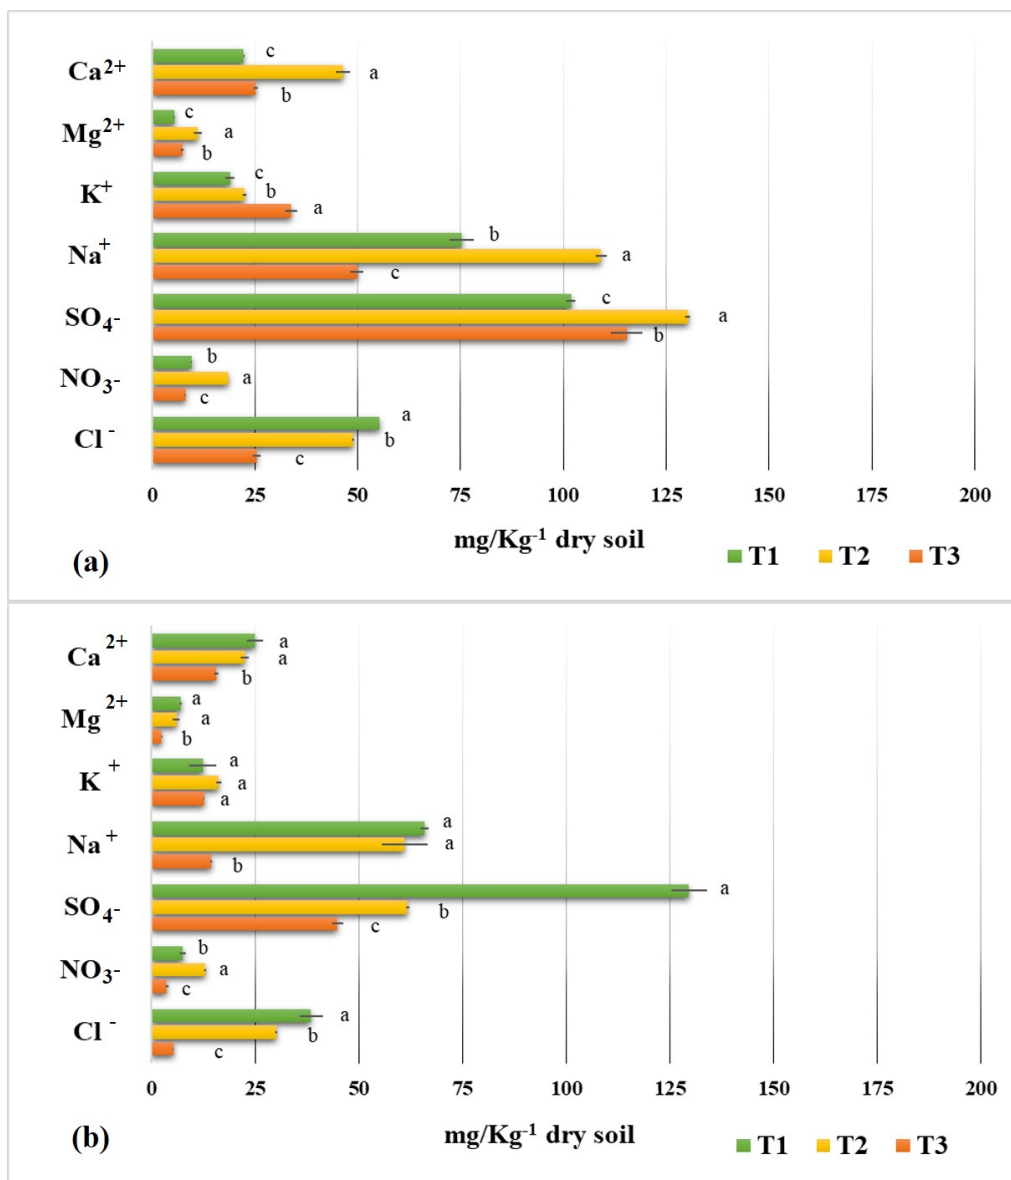 Ca2+
c
a
b
Mg2+
c
a
b
K+
c
b
a
Na+
b
a
c
SO4-
c
a
b
NO3-
b
a
c
Cl -
a
b
c
0 25 50 75 100 125 150 175 200
mg/Kg-1 dry soil
(a)
T1 T2 T3
Ca 2+
a
a
b
Mg 2+
a
a
b
K +
a
a
a
Na +
a
a
b
SO4-
a
b
c
NO3-
b
a
c
Cl -
a
b
c
0 25 50 75 100 125 150 175 200
mg/Kg-1 dry soil
(b)
T1 T2 T3